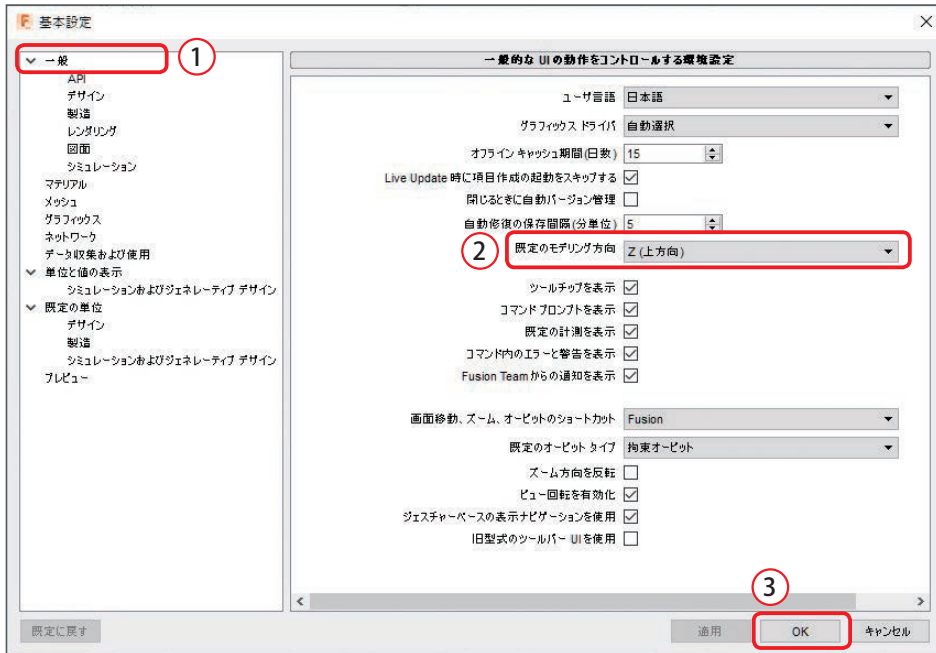 基本設定
一般
①
API
デザイン
製造
レンダリング
図面
シミュレーション
マテリアル
メッシュ
グラフィックス
ネットワーク
データ収集および使用
単位と値の表示
シミュレーションおよびジェネレーティブ デザイン
既定の単位
デザイン
製造
シミュレーションおよびジェネレーティブ デザイン
プレビュー
一般的な UI の動作をコントロールする環境設定
ユーザ言語 日本語
グラフィックス ドライバ 自動選択
オフライン キャッシュ期間(日数) 15
Live Update 時に項目作成の起動をスキップする
閉じるときに自動バージョン管理
自動修復の保存間隔(分単位) 5
② 既定のモデリング方向 Z (上方向)
ツールチップを表示
コマンド プロンプトを表示
既定の計測を表示
コマンド内のエラーと警告を表示
Fusion Team からの通知を表示
画面移動、ズーム、オービットのショートカット Fusion
既定のオービット タイプ 拘束オービット
ズーム方向を反転
ビュー回転を有効化
ジェスチャーベースの表示ナビゲーションを使用
旧型式のツールバー UI を使用
③
既定に戻す 適用 OK キャンセル